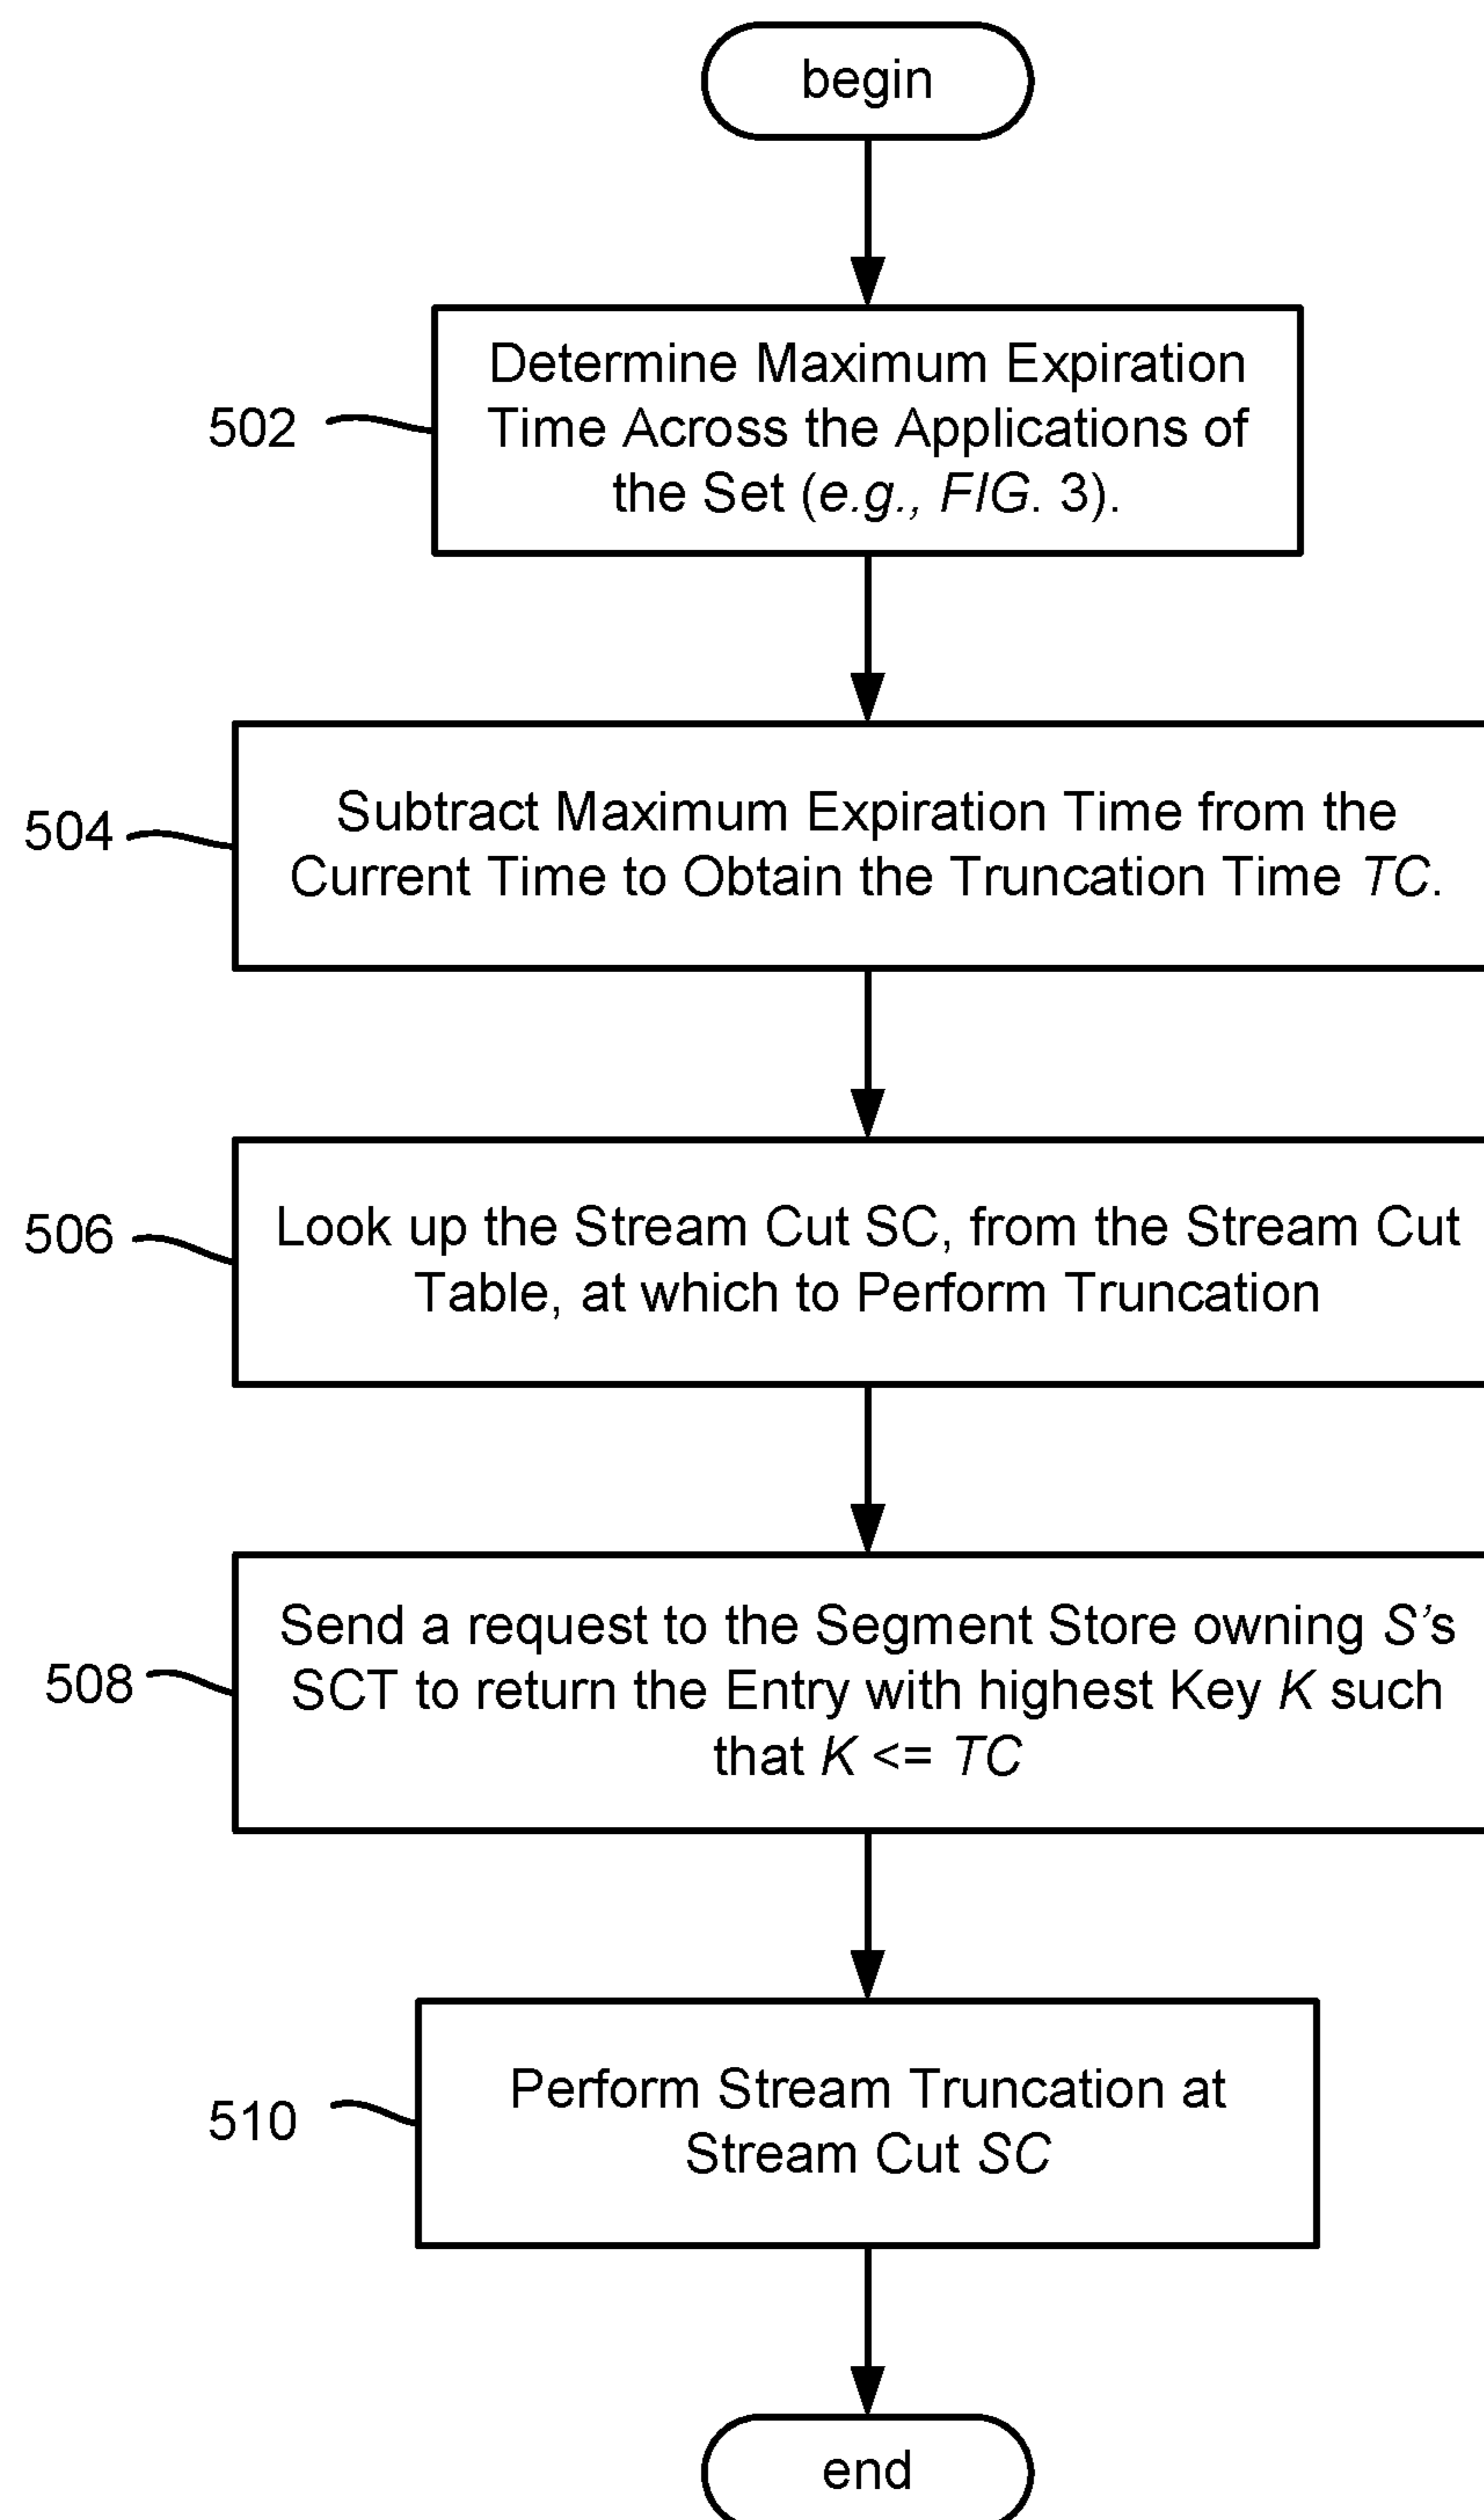 begin
502
Determine Maximum Expiration
Time Across the Applications of
the Set (e.g., FIG. 3).
504
Subtract Maximum Expiration Time from the
Current Time to Obtain the Truncation Time TC.
506
Look up the Stream Cut SC, from the Stream Cut
Table, at which to Perform Truncation
508
Send a request to the Segment Store owning S’s
SCT to return the Entry with highest Key K such
that K <= TC
510
Perform Stream Truncation at
Stream Cut SC
end